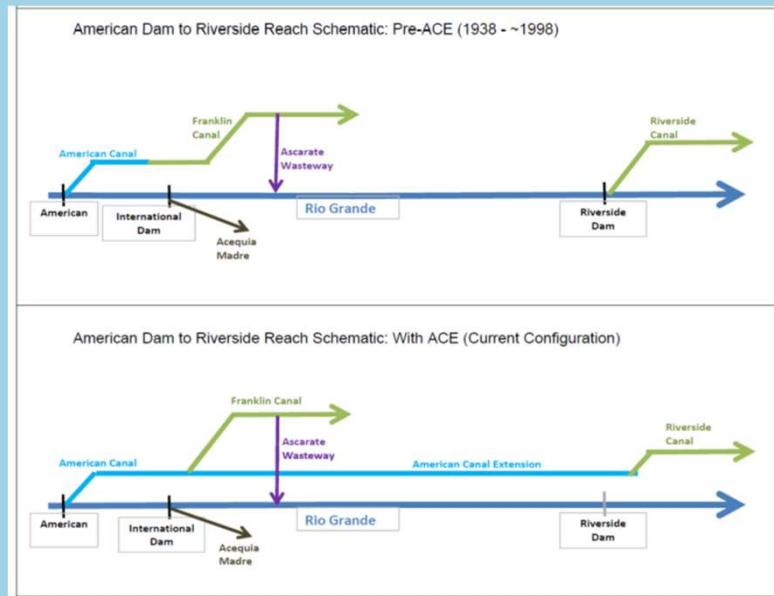 American Dam to Riverside Reach Schematic: Pre-ACE (1938 - ~1998)
Franklin
Canal
Riverside
Canal
American Canal
Ascarate
Wasteway
American
International
Dam
Rio Grande
Riverside
Dam
Acequia
Madre
American Dam to Riverside Reach Schematic: With ACE (Current Configuration)
Franklin Canal
Riverside
Canal
Ascarate
Wasteway
American Canal
American Canal Extension
American
International
Dam
Rio Grande
Riverside
Dam
Acequia
Madre